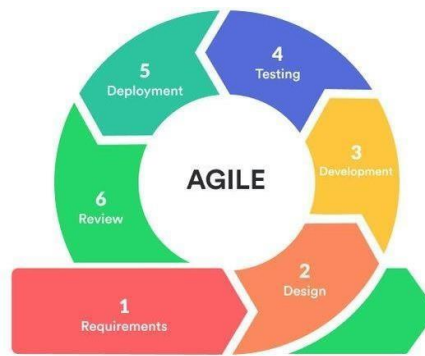 AGILE
1
Requirements
2
Design
3
Development
4
Testing
5
Deployment
6
Review